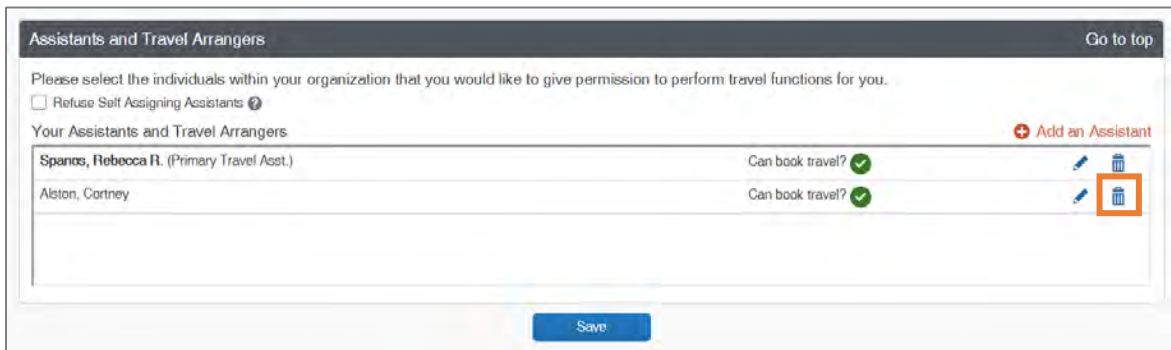 Assistants and Travel Arrangers Go to top
Please select the individuals within your organization that you would like to give permission to perform travel functions for you.
Refuse Self Assigning Assistants ?
Your Assistants and Travel Arrangers Add an Assistant
Spanos, Rebecca R. (Primary Travel Asst.) Can book travel?
Alston, Cortney Can book travel?
Save